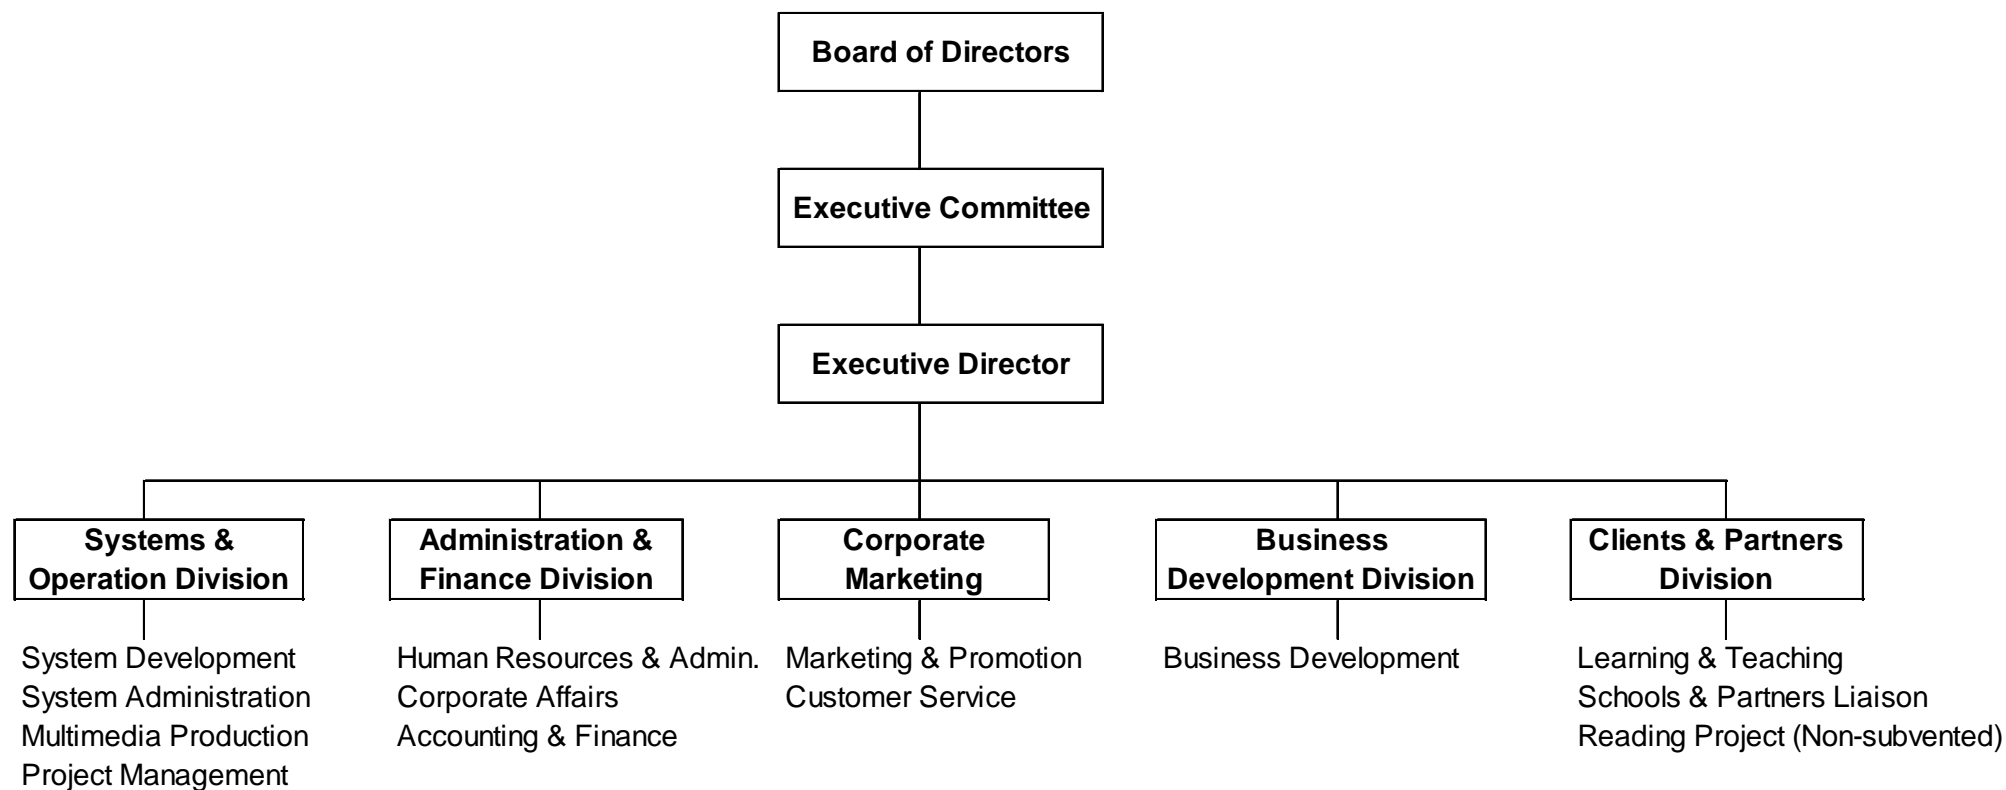 Board of Directors
Executive Committee
Executive Director
Systems &
Operation Division
Administration &
Finance Division
Corporate
Marketing
Business
Development Division
Clients & Partners
Division
System Development
System Administration
Multimedia Production
Project Management
Human Resources & Admin.
Corporate Affairs
Accounting & Finance
Marketing & Promotion
Customer Service
Business Development
Learning & Teaching
Schools & Partners Liaison
Reading Project (Non-subvented)